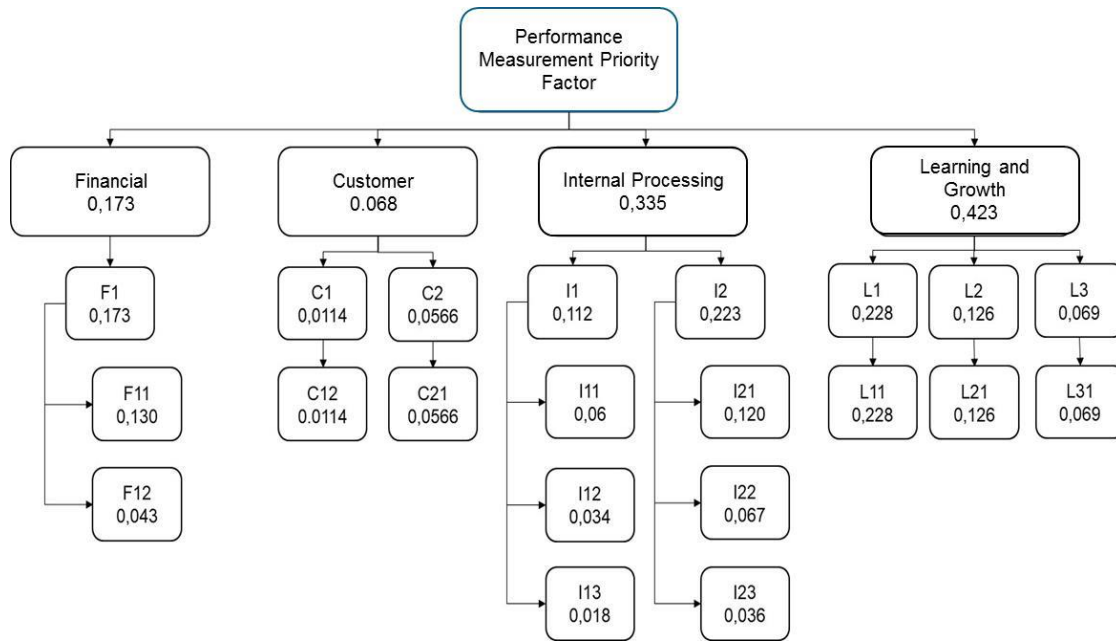 Performance
Measurement Priority
Factor
Financial
0,173
Customer
0.068
Internal Processing
0,335
Learning and
Growth
0,423
F1
0,173
C1
0,0114
C2
0,0566
I1
0,112
I2
0,223
L1
0,228
L2
0,126
L3
0,069
F11
0,130
C12
0.0114
C21
0,0566
I11
0,06
I21
0,120
L11
0,228
L21
0,126
L31
0,069
F12
0,043
I12
0,034
I22
0,067
I13
0,018
I23
0,036